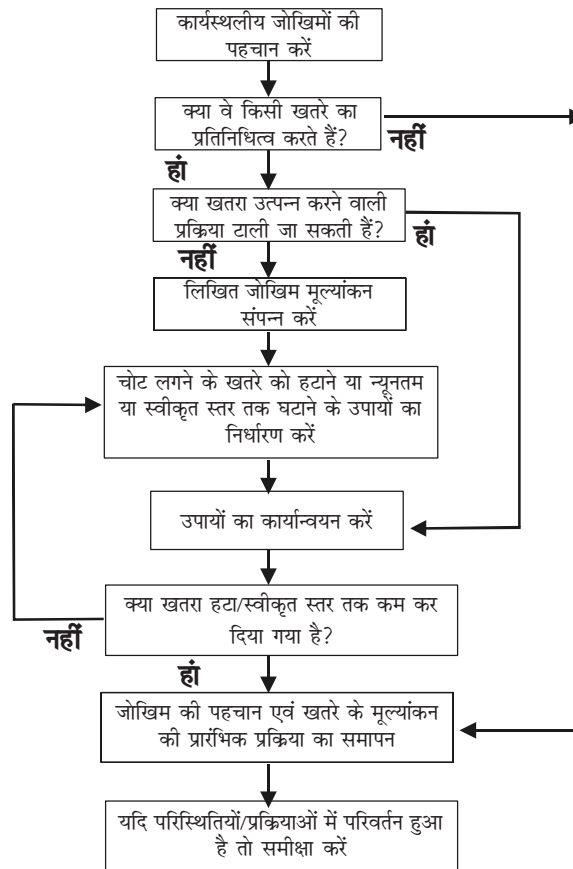 कार्यस्थलीय जोखिमों की
पहचान करें
क्या वे किसी खतरे का
प्रतिनिधित्व करते हैं?
नहीं
हां
क्या खतरा उत्पन्न करने वाली
प्रक्रिया टाली जा सकती हैं?
हां
नहीं
लिखित जोखिम मूल्यांकन
संपन्न करें
चोट लगने के खतरे को हटाने या न्यूनतम
या स्वीकृत स्तर तक घटाने के उपायों का
निर्धारण करें
उपायों का कार्यान्वयन करें
क्या खतरा हटा/स्वीकृत स्तर तक कम कर
दिया गया है?
नहीं
हां
जोखिम की पहचान एवं खतरे के मूल्यांकन
की प्रारंभिक प्रक्रिया का समापन
यदि परिस्थितियों/प्रक्रियाओं में परिवर्तन हुआ
है तो समीक्षा करें